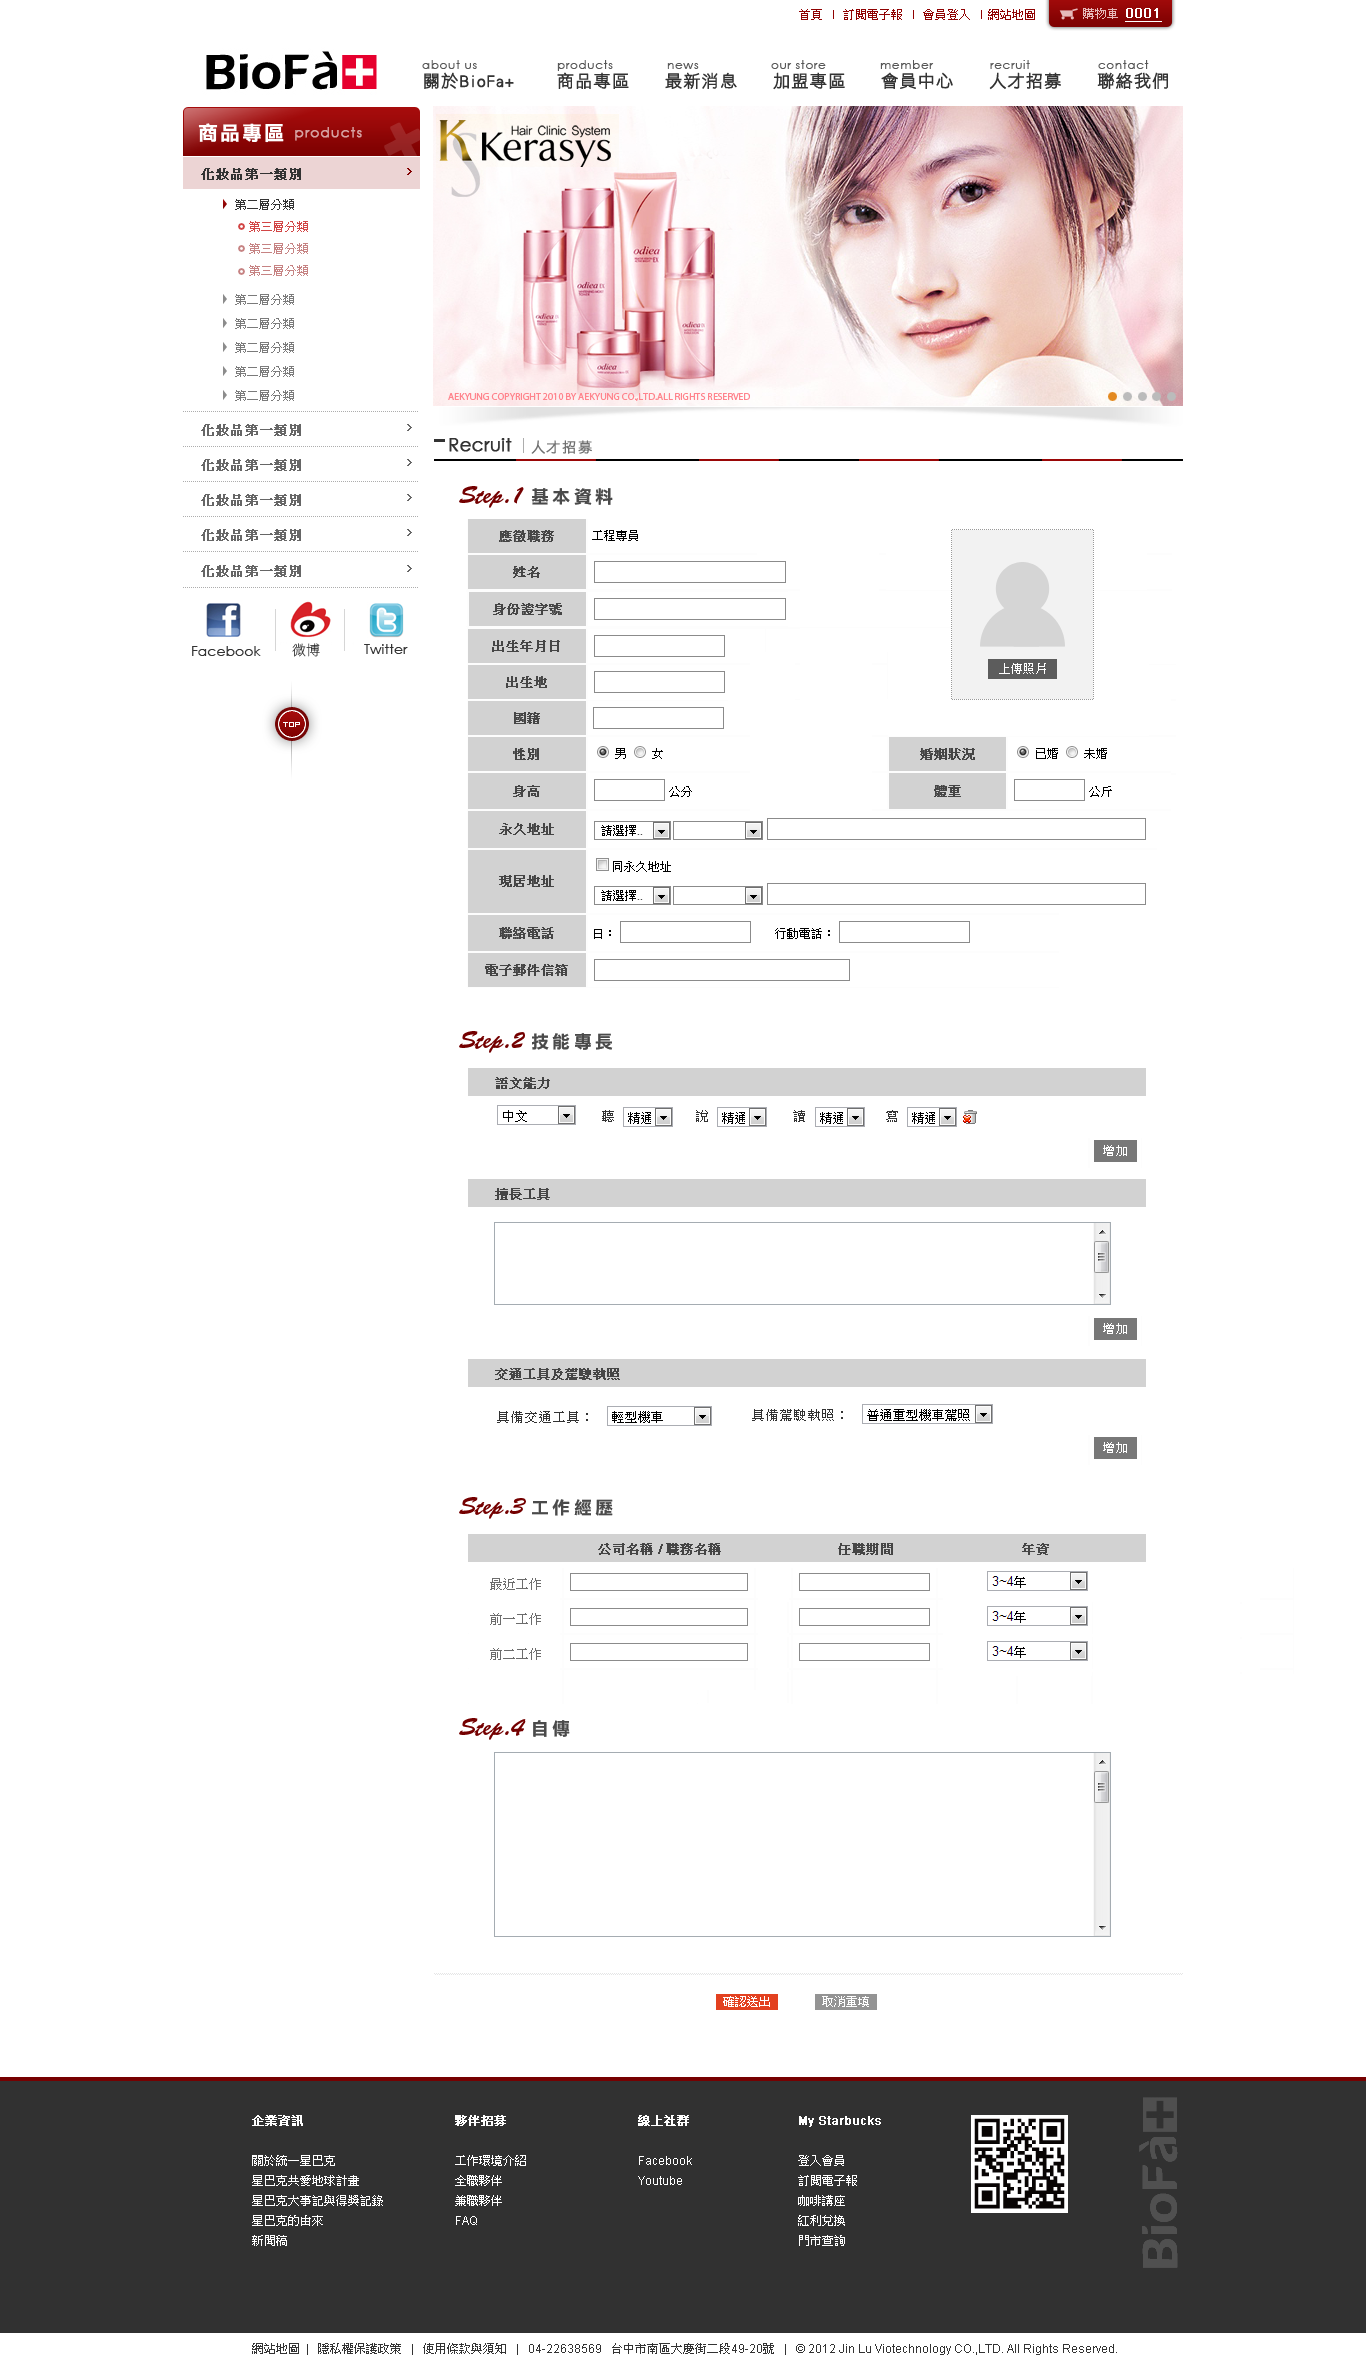 首頁 | 訂閱電子報 | 會員登入 | 網站地圖 購物車 0001
BioFà+
about us
關於BioFa+
products
商品專區
news
最新消息
our store
加盟專區
member
會員中心
recruit
人才招募
contact
聯絡我們
商品專區 products
化妝品第一類別
第二層分類
第三層分類
第三層分類
第三層分類
第二層分類
第二層分類
第二層分類
第二層分類
第二層分類
化妝品第一類別
化妝品第一類別
化妝品第一類別
化妝品第一類別
化妝品第一類別
Facebook
微博
Twitter
TOP
Hair Clinic System
Kerasys
odiea
odiea
odiea
odiea
odiea
AEKYUNG COPYRIGHT 2010 BY AEKYUNG CO.,LTD.ALL RIGHTS RESERVED
Recruit | 人才招募
Step.1 基本資料
應徵職務 工程專員
姓名
身份證字號
出生年月日
出生地
國籍
上傳照片
性別 男 女 婚姻狀況 已婚 未婚
身高 公分 體重 公斤
永久地址 請選擇..
現居地址 同永久地址
請選擇..
聯絡電話 日: 行動電話:
電子郵件信箱
Step.2 技能專長
語文能力
中文 聽 精通 說 精通 讀 精通 寫 精通
增加
擅長工具
增加
交通工具及駕駛執照
具備交通工具: 輕型機車 具備駕駛執照: 普通重型機車駕照
增加
Step.3 工作經歷
公司名稱 / 職務名稱 任職期間 年資
最近工作 3~4年
前一工作 3~4年
前二工作 3~4年
Step.4 自傳
確認送出 取消重填
企業資訊
關於統一星巴克
星巴克共愛地球計畫
星巴克大事記與得獎記錄
星巴克的由來
新聞稿
夥伴招募
工作環境介紹
全職夥伴
兼職夥伴
FAQ
線上社群
Facebook
Youtube
My Starbucks
登入會員
訂閱電子報
咖啡講座
紅利兌換
門市查詢
BioFà+
網站地圖 | 隱私權保護政策 | 使用條款與須知 | 04-22638569 台中市南區大慶街二段49-20號 | © 2012 Jin Lu Viotechnology CO.,LTD. All Rights Reserved.